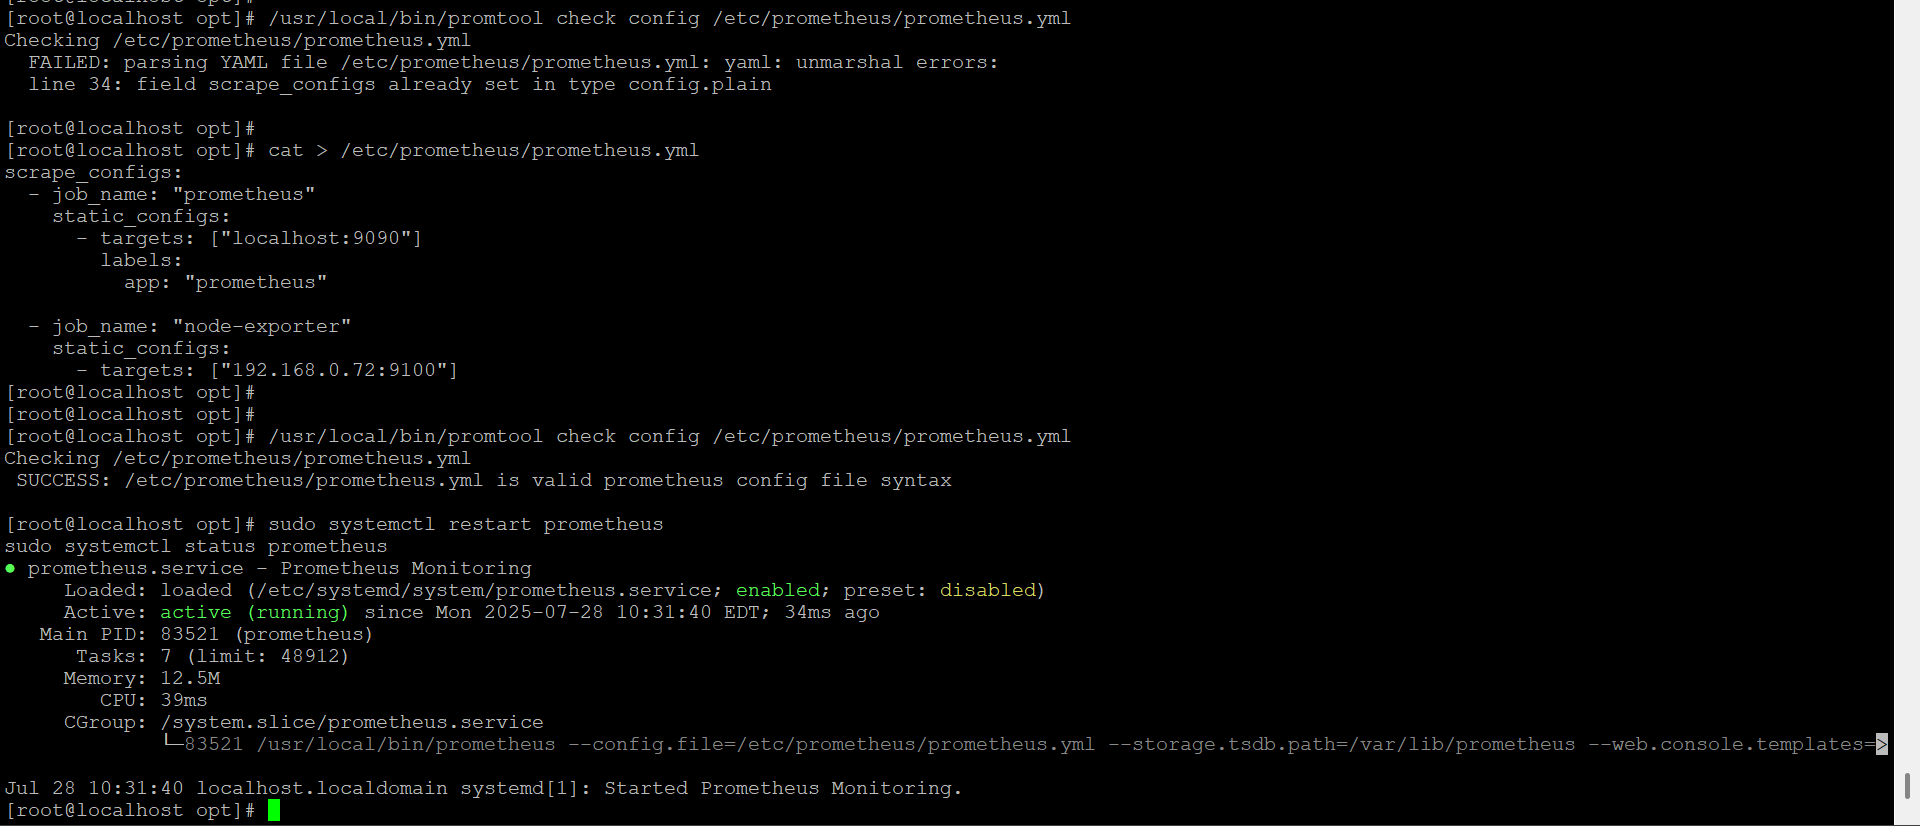 [root@localhost opt]# /usr/local/bin/promtool check config /etc/prometheus/prometheus.yml
Checking /etc/prometheus/prometheus.yml
  FAILED: parsing YAML file /etc/prometheus/prometheus.yml: yaml: unmarshal errors:
  line 34: field scrape_configs already set in type config.plain

[root@localhost opt]#
[root@localhost opt]# cat > /etc/prometheus/prometheus.yml
scrape_configs:
  - job_name: "prometheus"
    static_configs:
      - targets: ["localhost:9090"]
        labels:
          app: "prometheus"

  - job_name: "node-exporter"
    static_configs:
      - targets: ["192.168.0.72:9100"]
[root@localhost opt]#
[root@localhost opt]#
[root@localhost opt]# /usr/local/bin/promtool check config /etc/prometheus/prometheus.yml
Checking /etc/prometheus/prometheus.yml
 SUCCESS: /etc/prometheus/prometheus.yml is valid prometheus config file syntax

[root@localhost opt]# sudo systemctl restart prometheus
sudo systemctl status prometheus
● prometheus.service - Prometheus Monitoring
     Loaded: loaded (/etc/systemd/system/prometheus.service; enabled; preset: disabled)
     Active: active (running) since Mon 2025-07-28 10:31:40 EDT; 34ms ago
   Main PID: 83521 (prometheus)
      Tasks: 7 (limit: 48912)
     Memory: 12.5M
        CPU: 39ms
     CGroup: /system.slice/prometheus.service
             └─83521 /usr/local/bin/prometheus --config.file=/etc/prometheus/prometheus.yml --storage.tsdb.path=/var/lib/prometheus --web.console.templates=>

Jul 28 10:31:40 localhost.localdomain systemd[1]: Started Prometheus Monitoring.
[root@localhost opt]#